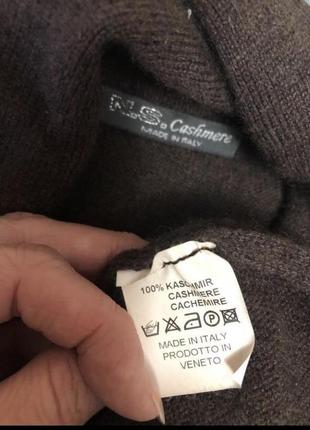 N.S. Cashmere
MADE IN ITALY
100% KASCHMIR
CASHMERE
CACHEMIRE
MADE IN ITALY
PRODOTTO IN
VENETO